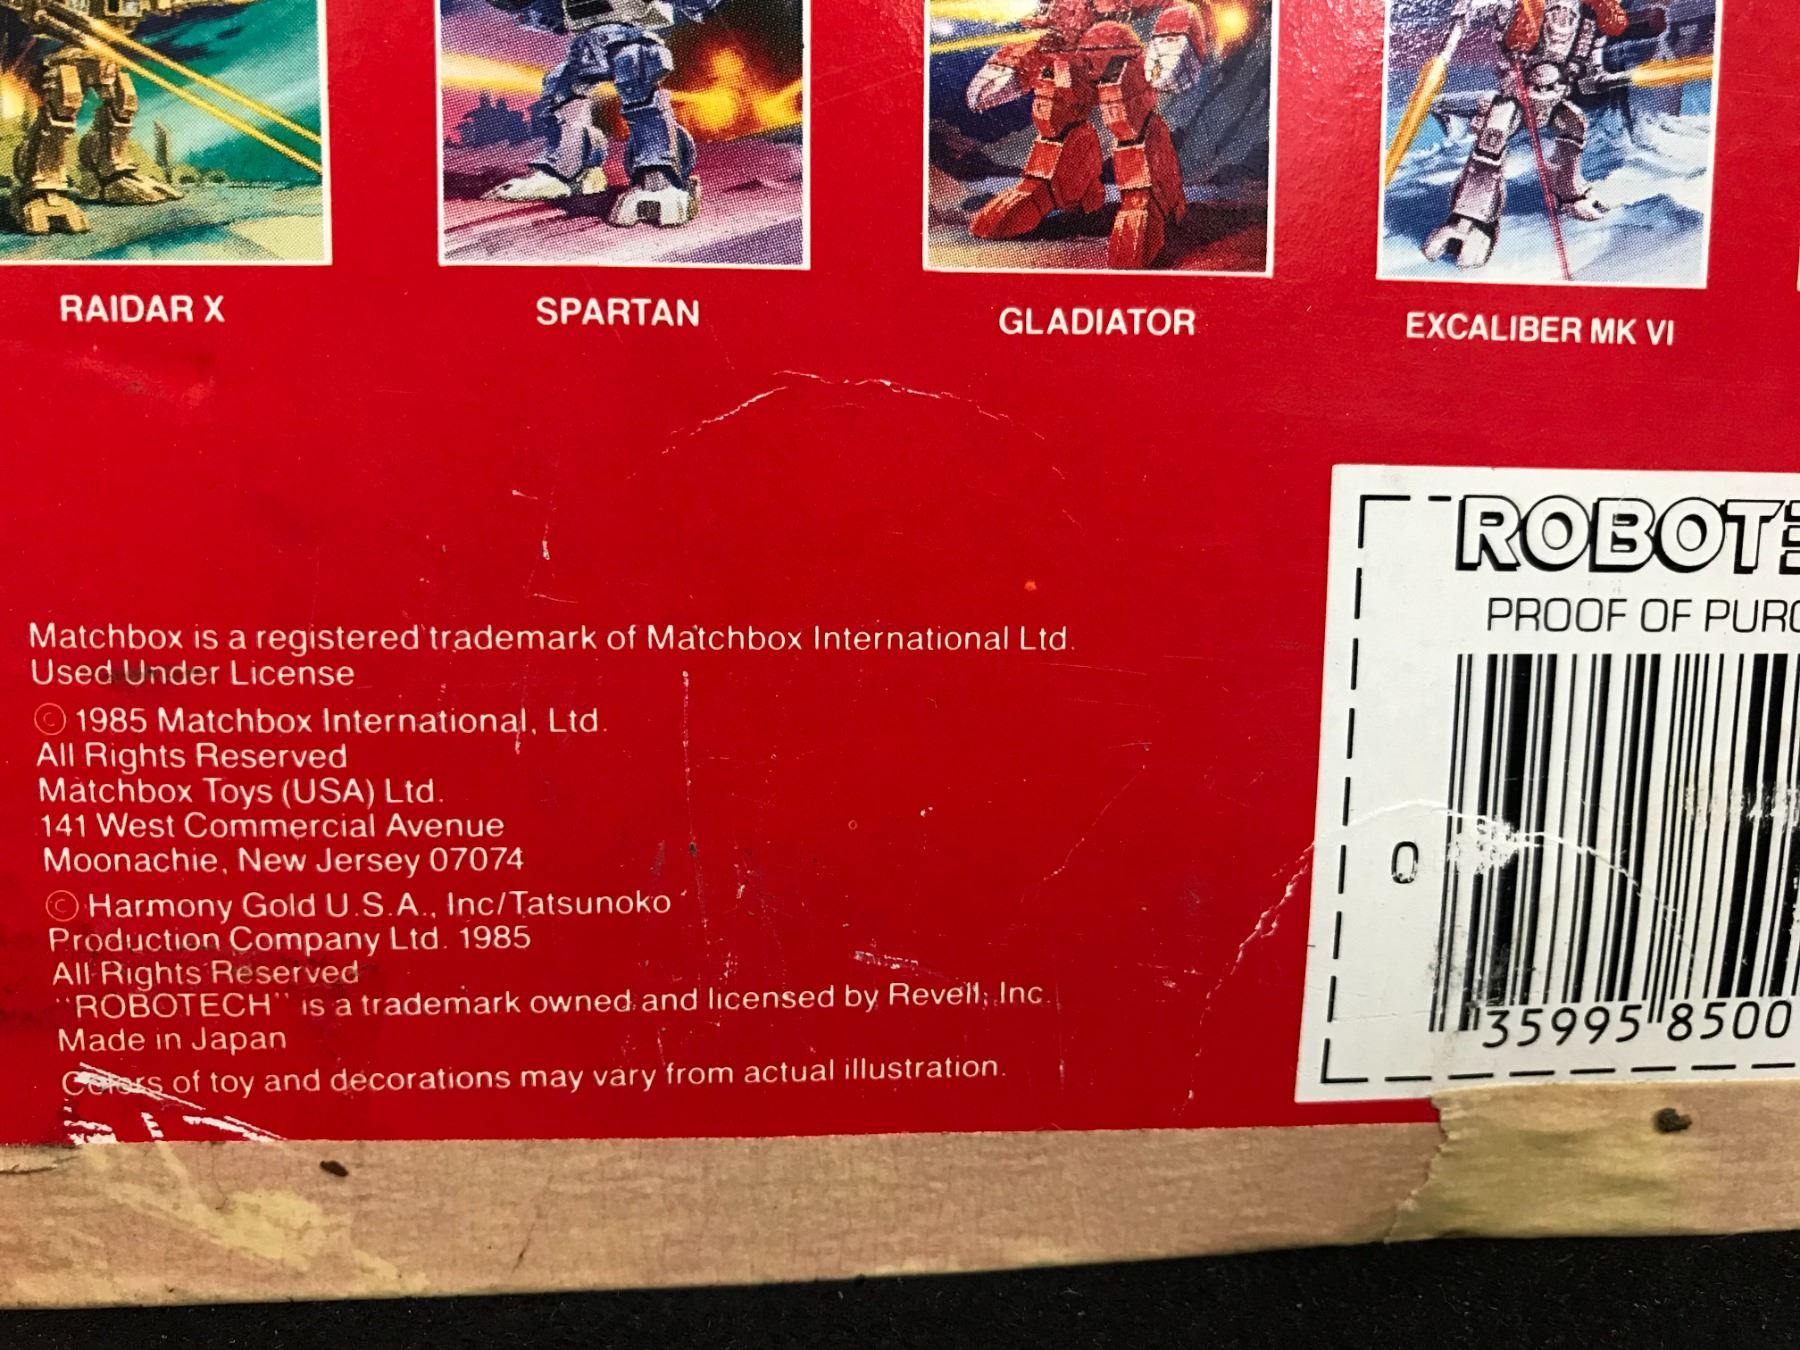 RAIDAR X
SPARTAN
GLADIATOR
EXCALIBER MK VI
Matchbox is a registered trademark of Matchbox International Ltd.
Used Under License
© 1985 Matchbox International, Ltd.
All Rights Reserved
Matchbox Toys (USA) Ltd.
141 West Commercial Avenue
Moonachie, New Jersey 07074
© Harmony Gold U.S.A., Inc/Tatsunoko
Production Company Ltd. 1985
All Rights Reserved
"ROBOTECH" is a trademark owned and licensed by Revell, Inc.
Made in Japan
Colors of toy and decorations may vary from actual illustration.
ROBOTE
PROOF OF PURC
0 35995 8500